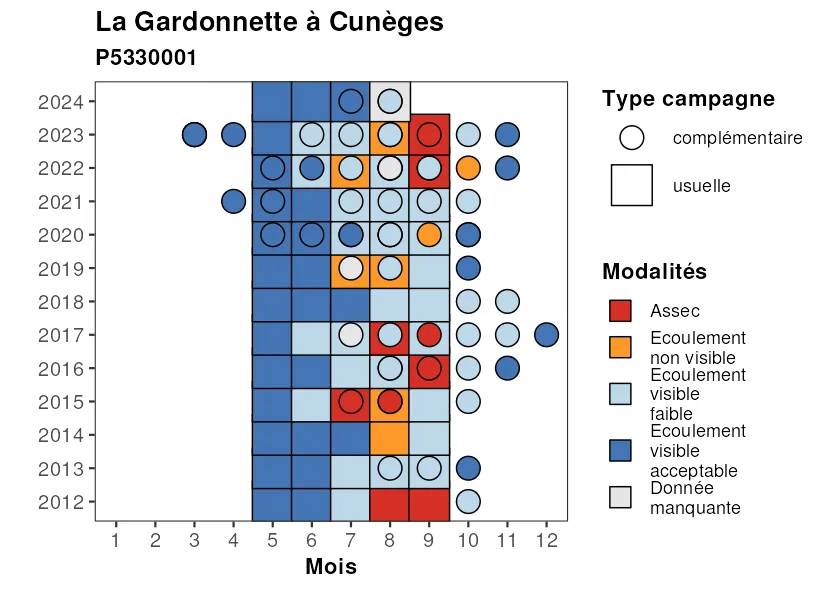 La Gardonnette à Cunèges
P5330001
2024
2023
2022
2021
2020
2019
2018
2017
2016
2015
2014
2013
2012
1 2 3 4 5 6 7 8 9 10 11 12
Mois
Type campagne
complémentaire
usuelle
Modalités
Assec
Ecoulement
non visible
Ecoulement
visible
faible
Ecoulement
visible
acceptable
Donnée
manquante